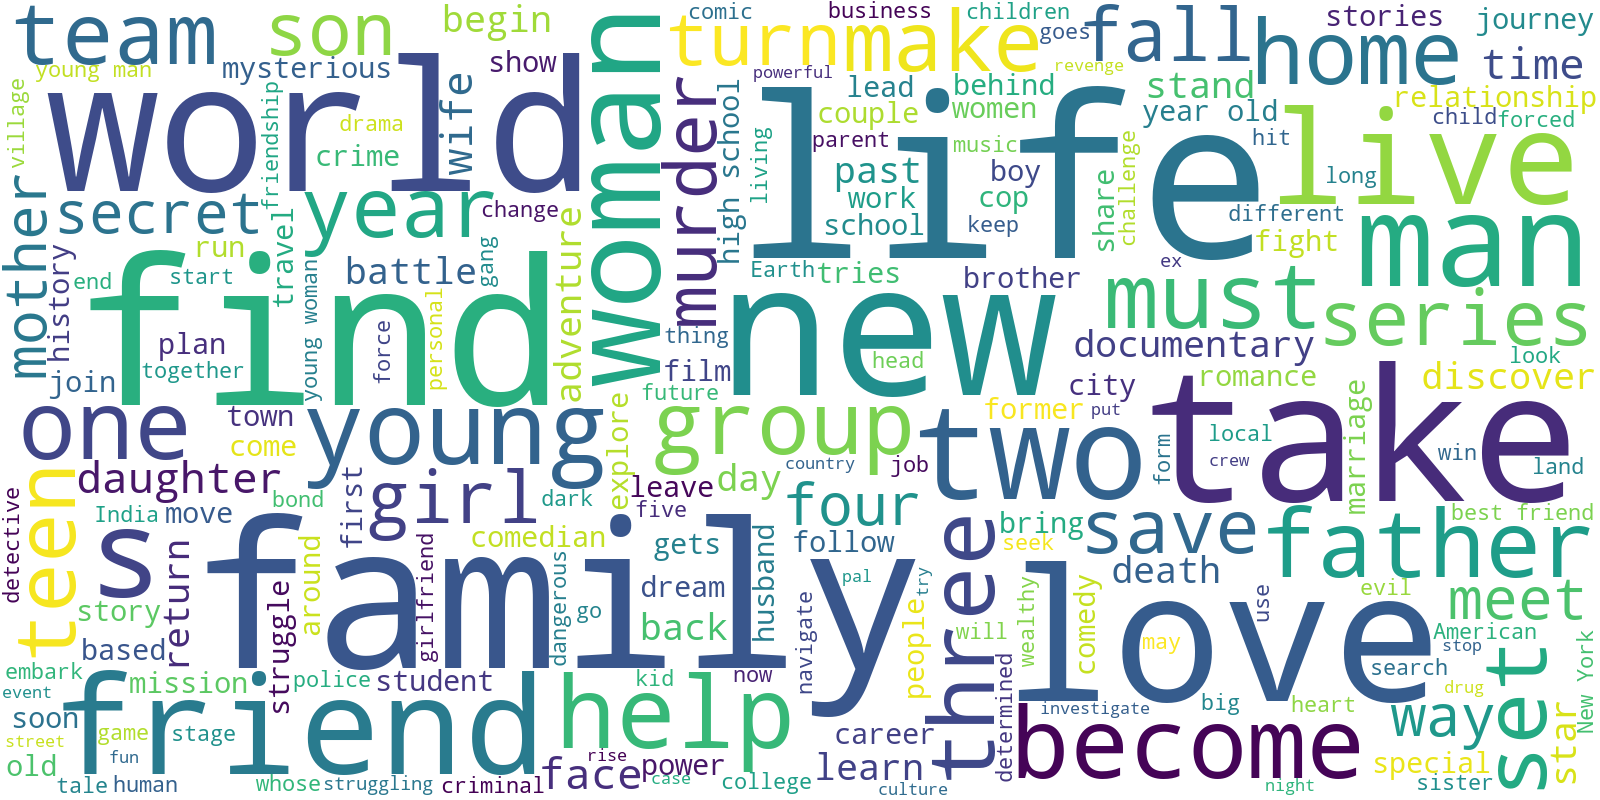 team
son
begin
comic
business
children
goes
fall
home
stories
journey
young man
mysterious
show
wife
woman
turn
make
powerful
revenge
time
world
village
friendship
drama
crime
murder
high school
lead
behind
couple
women
stand
year old
relationship
child
forced
life
parent
music
living
past
boy
work
cop
school
keep
share
challenge
hit
long
live
different
fight
man
mother
secret
year
change
run
travel
history
end
start
battle
gang
adventure
Earth
tries
brother
ex
must
series
find
young woman
force
personal
plan
together
join
new
thing
film
head
future
documentary
city
romance
look
discover
one
town
come
young
explore
group
former
put
two
take
marriage
local
crew
form
win
land
teen
daughter
bond
girl
first
dark
leave
five
day
country
job
four
detective
India
move
s
comedian
gets
husband
follow
bring
seek
save
father
best friend
return
struggle
around
girlfriend
dangerous
family
dream
pal
try
three
death
use
evil
meet
story
based
go
back
navigate
people
will
wealthy
comedy
love
may
American
stop
search
New York
embark
event
mission
police
student
kid
now
determined
investigate
big
heart
drug
set
soon
friend
help
street
game
stage
fun
career
become
way
star
old
tale
human
whose
struggling
criminal
face
rise
power
case
college
learn
culture
night
special
sister